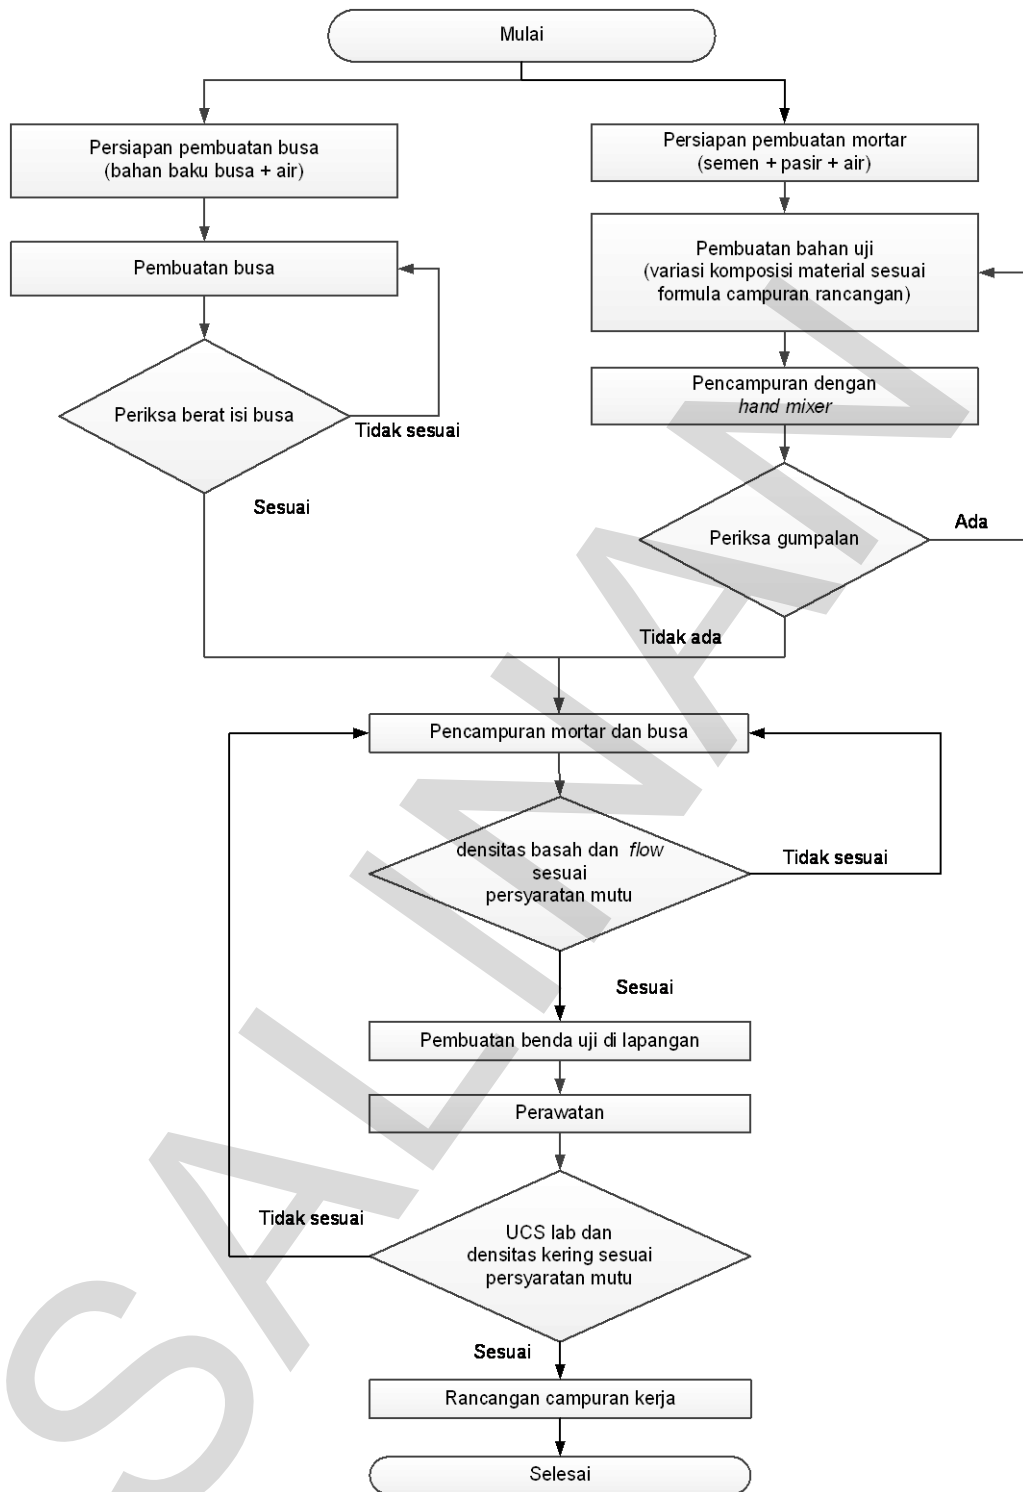 Mulai
Persiapan pembuatan busa
(bahan baku busa + air)
Persiapan pembuatan mortar
(semen + pasir + air)
Pembuatan busa
Pembuatan bahan uji
(variasi komposisi material sesuai
formula campuran rancangan)
Periksa berat isi busa
Tidak sesuai
Sesuai
Pencampuran dengan
hand mixer
Periksa gumpalan
Ada
Tidak ada
Pencampuran mortar dan busa
densitas basah dan flow
sesuai
persyaratan mutu
Tidak sesuai
Sesuai
Pembuatan benda uji di lapangan
Perawatan
UCS lab dan
densitas kering sesuai
persyaratan mutu
Tidak sesuai
Sesuai
Rancangan campuran kerja
Selesai
SALINAN